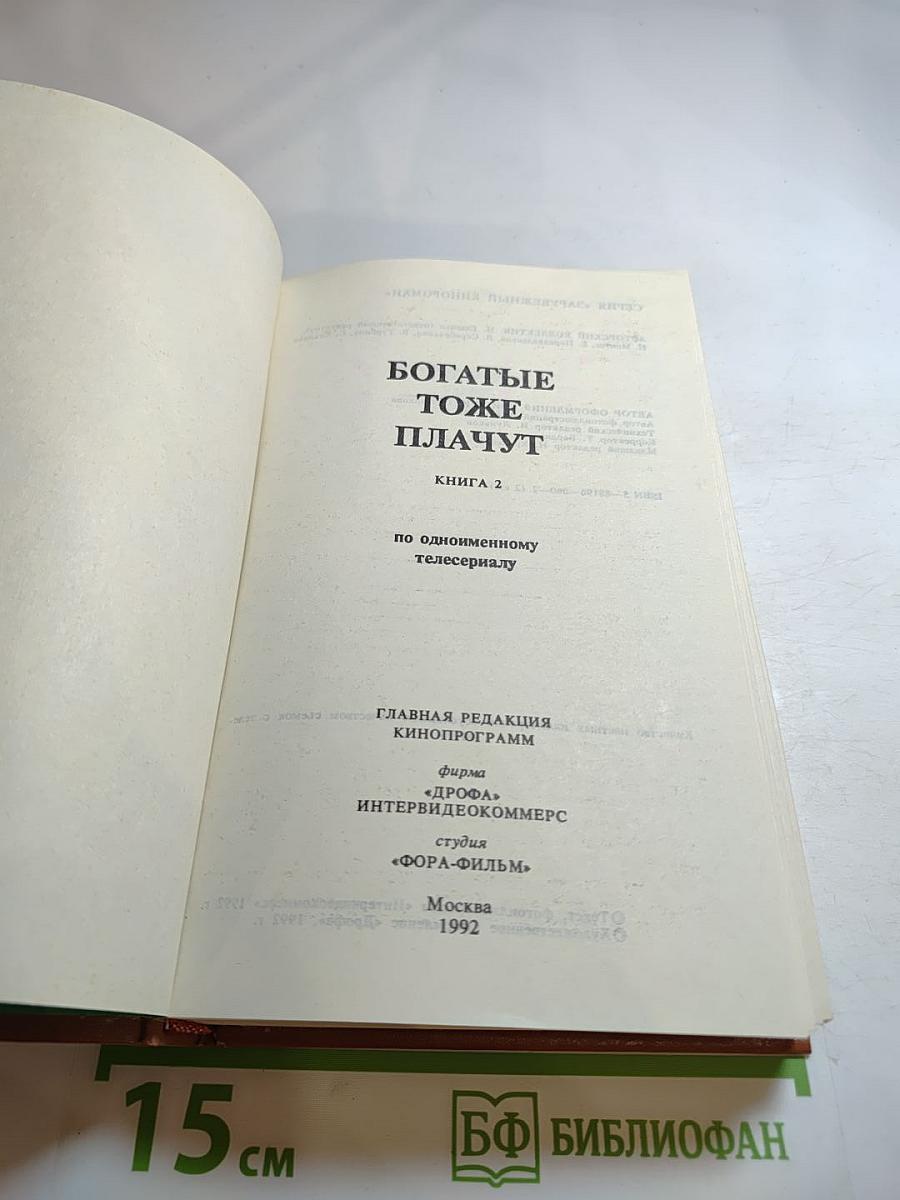 БОГАТЫЕ
ТОЖЕ
ПЛАЧУТ
КНИГА 2
по одноименному
телесериалу
ГЛАВНАЯ РЕДАКЦИЯ
КИНОПРОГРАММ
фирма
«ДРОФА»
ИНТЕРВИДЕОКОММЕРС
студия
«ФОРА-ФИЛЬМ»
Москва
1992
15 см
БФ БИБЛИОФАН